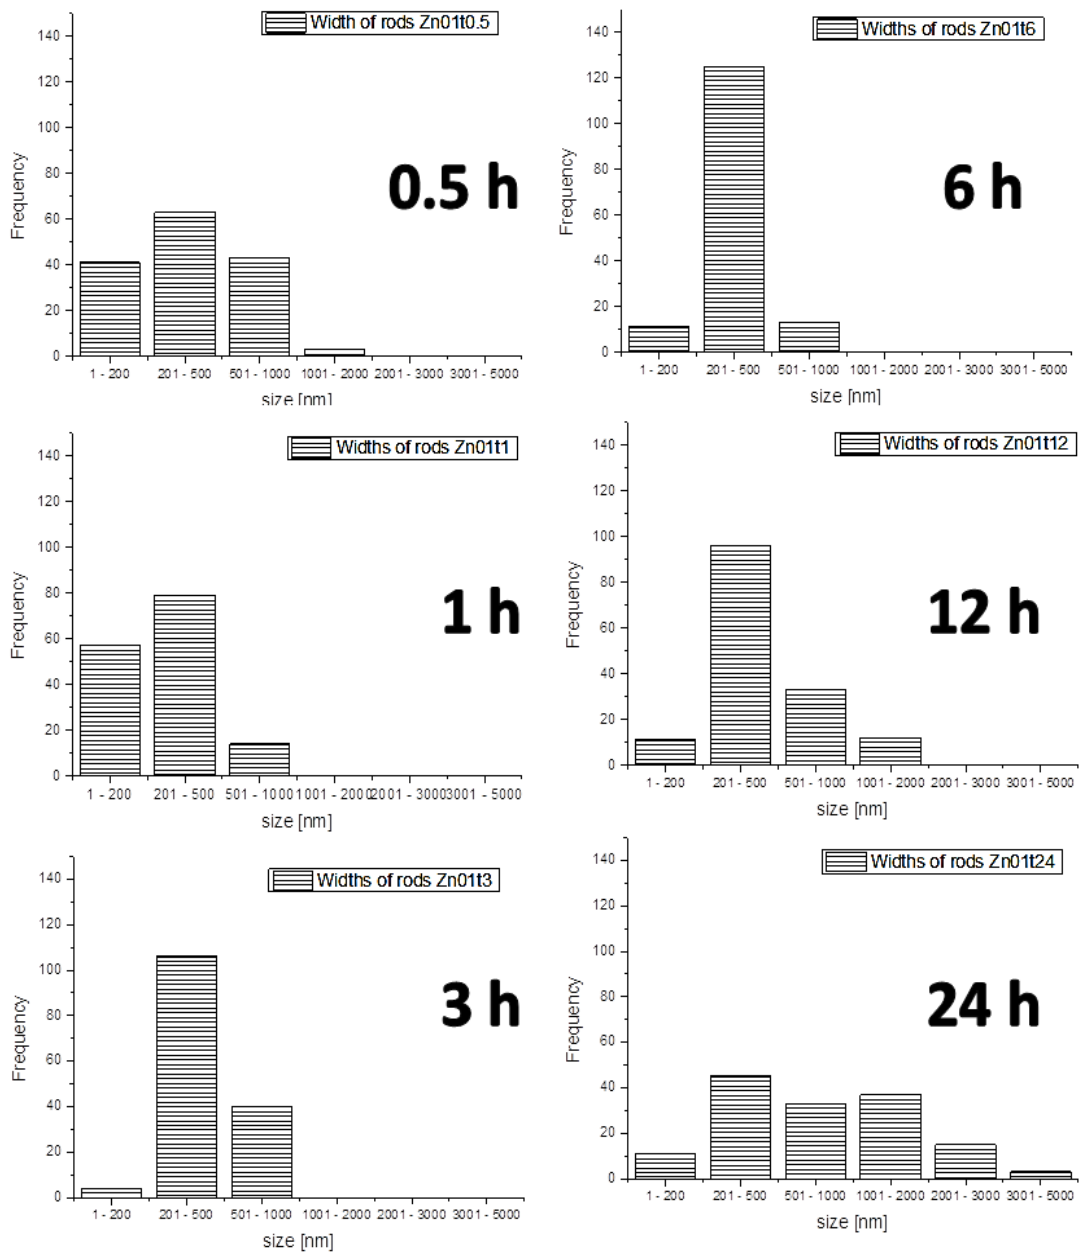 Width of rods Zn01t0.5
140
120
100
80
60
40
20
0
Frequency
0.5 h
1 - 200 201 - 500 501 - 1000 1001 - 2000 2001 - 3000 3001 - 5000
size [nm]
Widths of rods Zn01t6
140
120
100
80
60
40
20
0
Frequency
6 h
1 - 200 201 - 500 501 - 1000 1001 - 2000 2001 - 3000 3001 - 5000
size [nm]
Widths of rods Zn01t1
140
120
100
80
60
40
20
0
Frequency
1 h
1 - 200 201 - 500 501 - 1000 1001 - 2000 2001 - 3000 3001 - 5000
size [nm]
Widths of rods Zn01t12
140
120
100
80
60
40
20
0
Frequency
12 h
1 - 200 201 - 500 501 - 1000 1001 - 2000 2001 - 3000 3001 - 5000
size [nm]
Widths of rods Zn01t3
140
120
100
80
60
40
20
0
Frequency
3 h
1 - 200 201 - 500 501 - 1000 1001 - 2000 2001 - 3000 3001 - 5000
size [nm]
Widths of rods Zn01t24
140
120
100
80
60
40
20
0
Frequency
24 h
1 - 200 201 - 500 501 - 1000 1001 - 2000 2001 - 3000 3001 - 5000
size [nm]